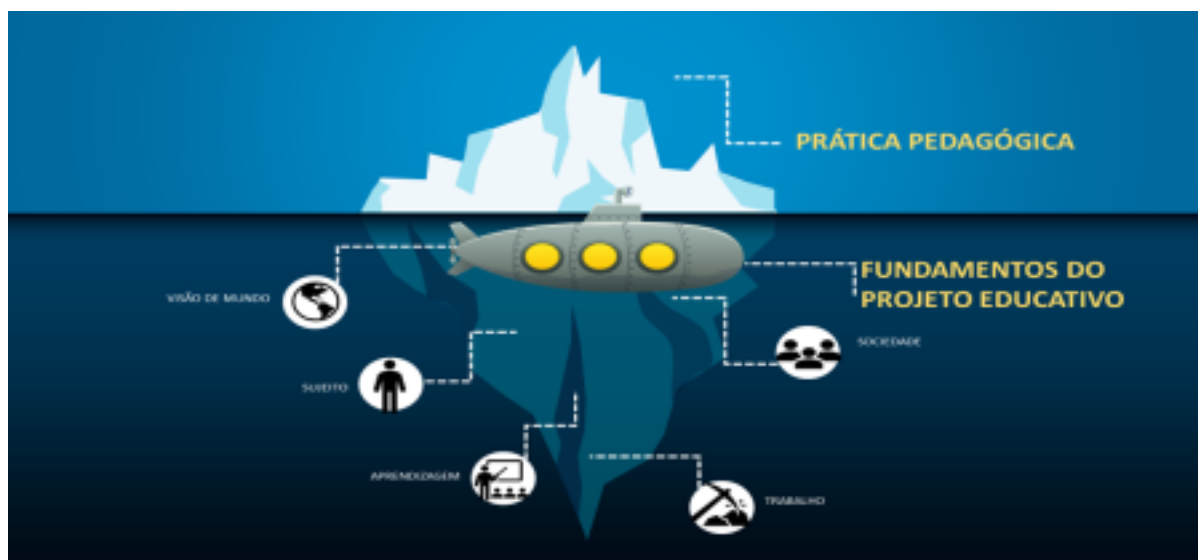 PRÁTICA PEDAGÓGICA
FUNDAMENTOS DO
PROJETO EDUCATIVO
VISÃO DE MUNDO
SOCIEDADE
SUJEITO
APRENDIZAGEM
TRABALHO